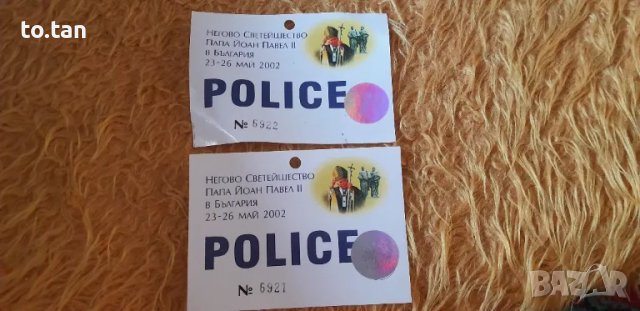 to.tan
Негово Светейшество
Папа Йоан Павел II
в България
23-26 май 2002
POLICE
№ 6922
Негово Светейшество
Папа Йоан Павел II
в България
23-26 май 2002
POLICE
№ 6921
BAZAR